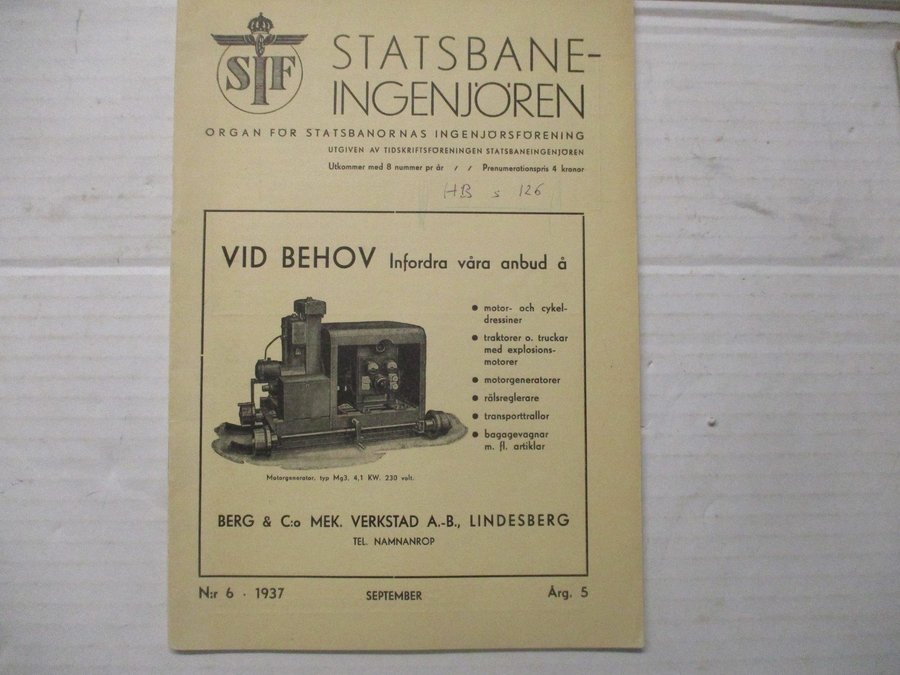 SIF
STATSBANE-
INGENJÖREN
ORGAN FÖR STATSBANORNAS INGENJÖRSFÖRENING
UTGIVEN AV TIDSKRIFTSFÖRENINGEN STATSBANEINGENJÖREN
Utkommer med 8 nummer pr år / / Prenumerationspris 4 kronor
HB s 126
VID BEHOV Infordra våra anbud å
● motor- och cykel-
dressiner
● traktorer o. truckar
med explosions-
motorer
● motorgeneratorer
● rälsreglerare
● transporttrallor
● bagagevagnar
m. fl. artiklar
Motorgenerator, typ Mg3, 4,1 KW. 230 volt.
BERG & C:o MEK. VERKSTAD A.-B., LINDESBERG
TEL. NAMNANROP
N:r 6 · 1937 SEPTEMBER Årg. 5